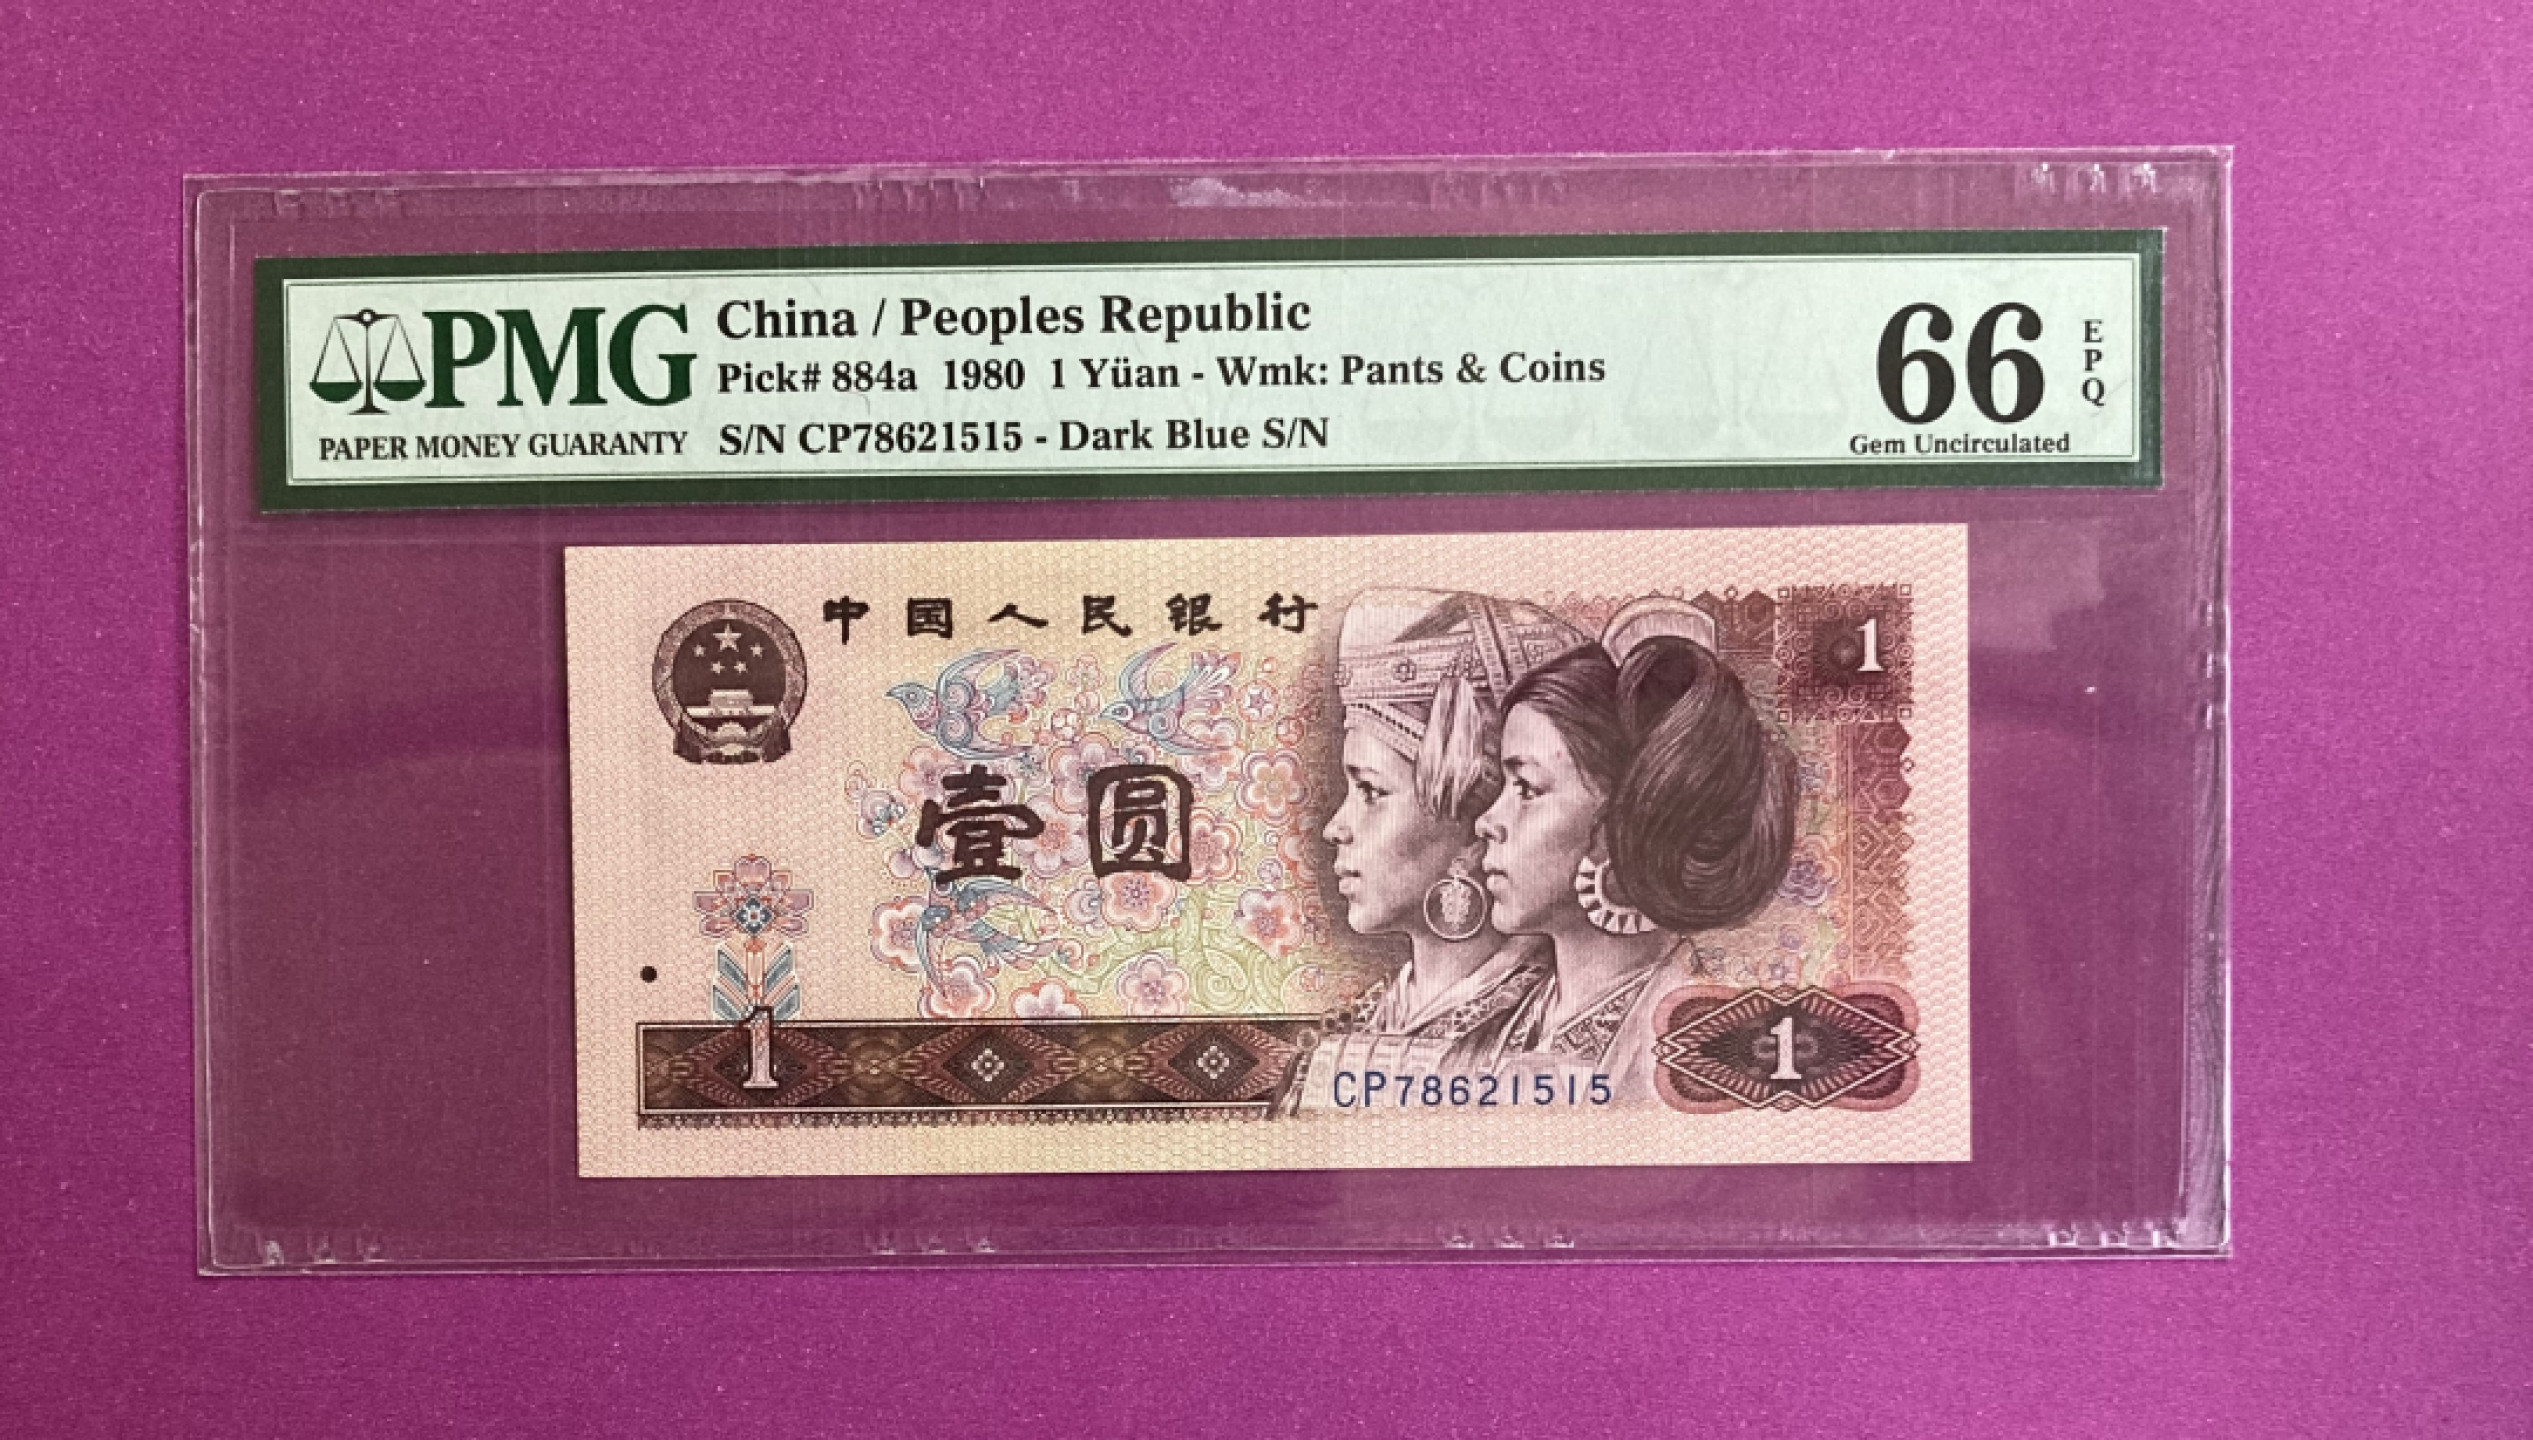 PMG
PAPER MONEY GUARANTY
China / Peoples Republic
Pick# 884a 1980 1 Yüan - Wmk: Pants & Coins
S/N CP78621515 - Dark Blue S/N
66
EPQ
Gem Uncirculated
中国人民银行
1
壹圆
1
1
CP78621515